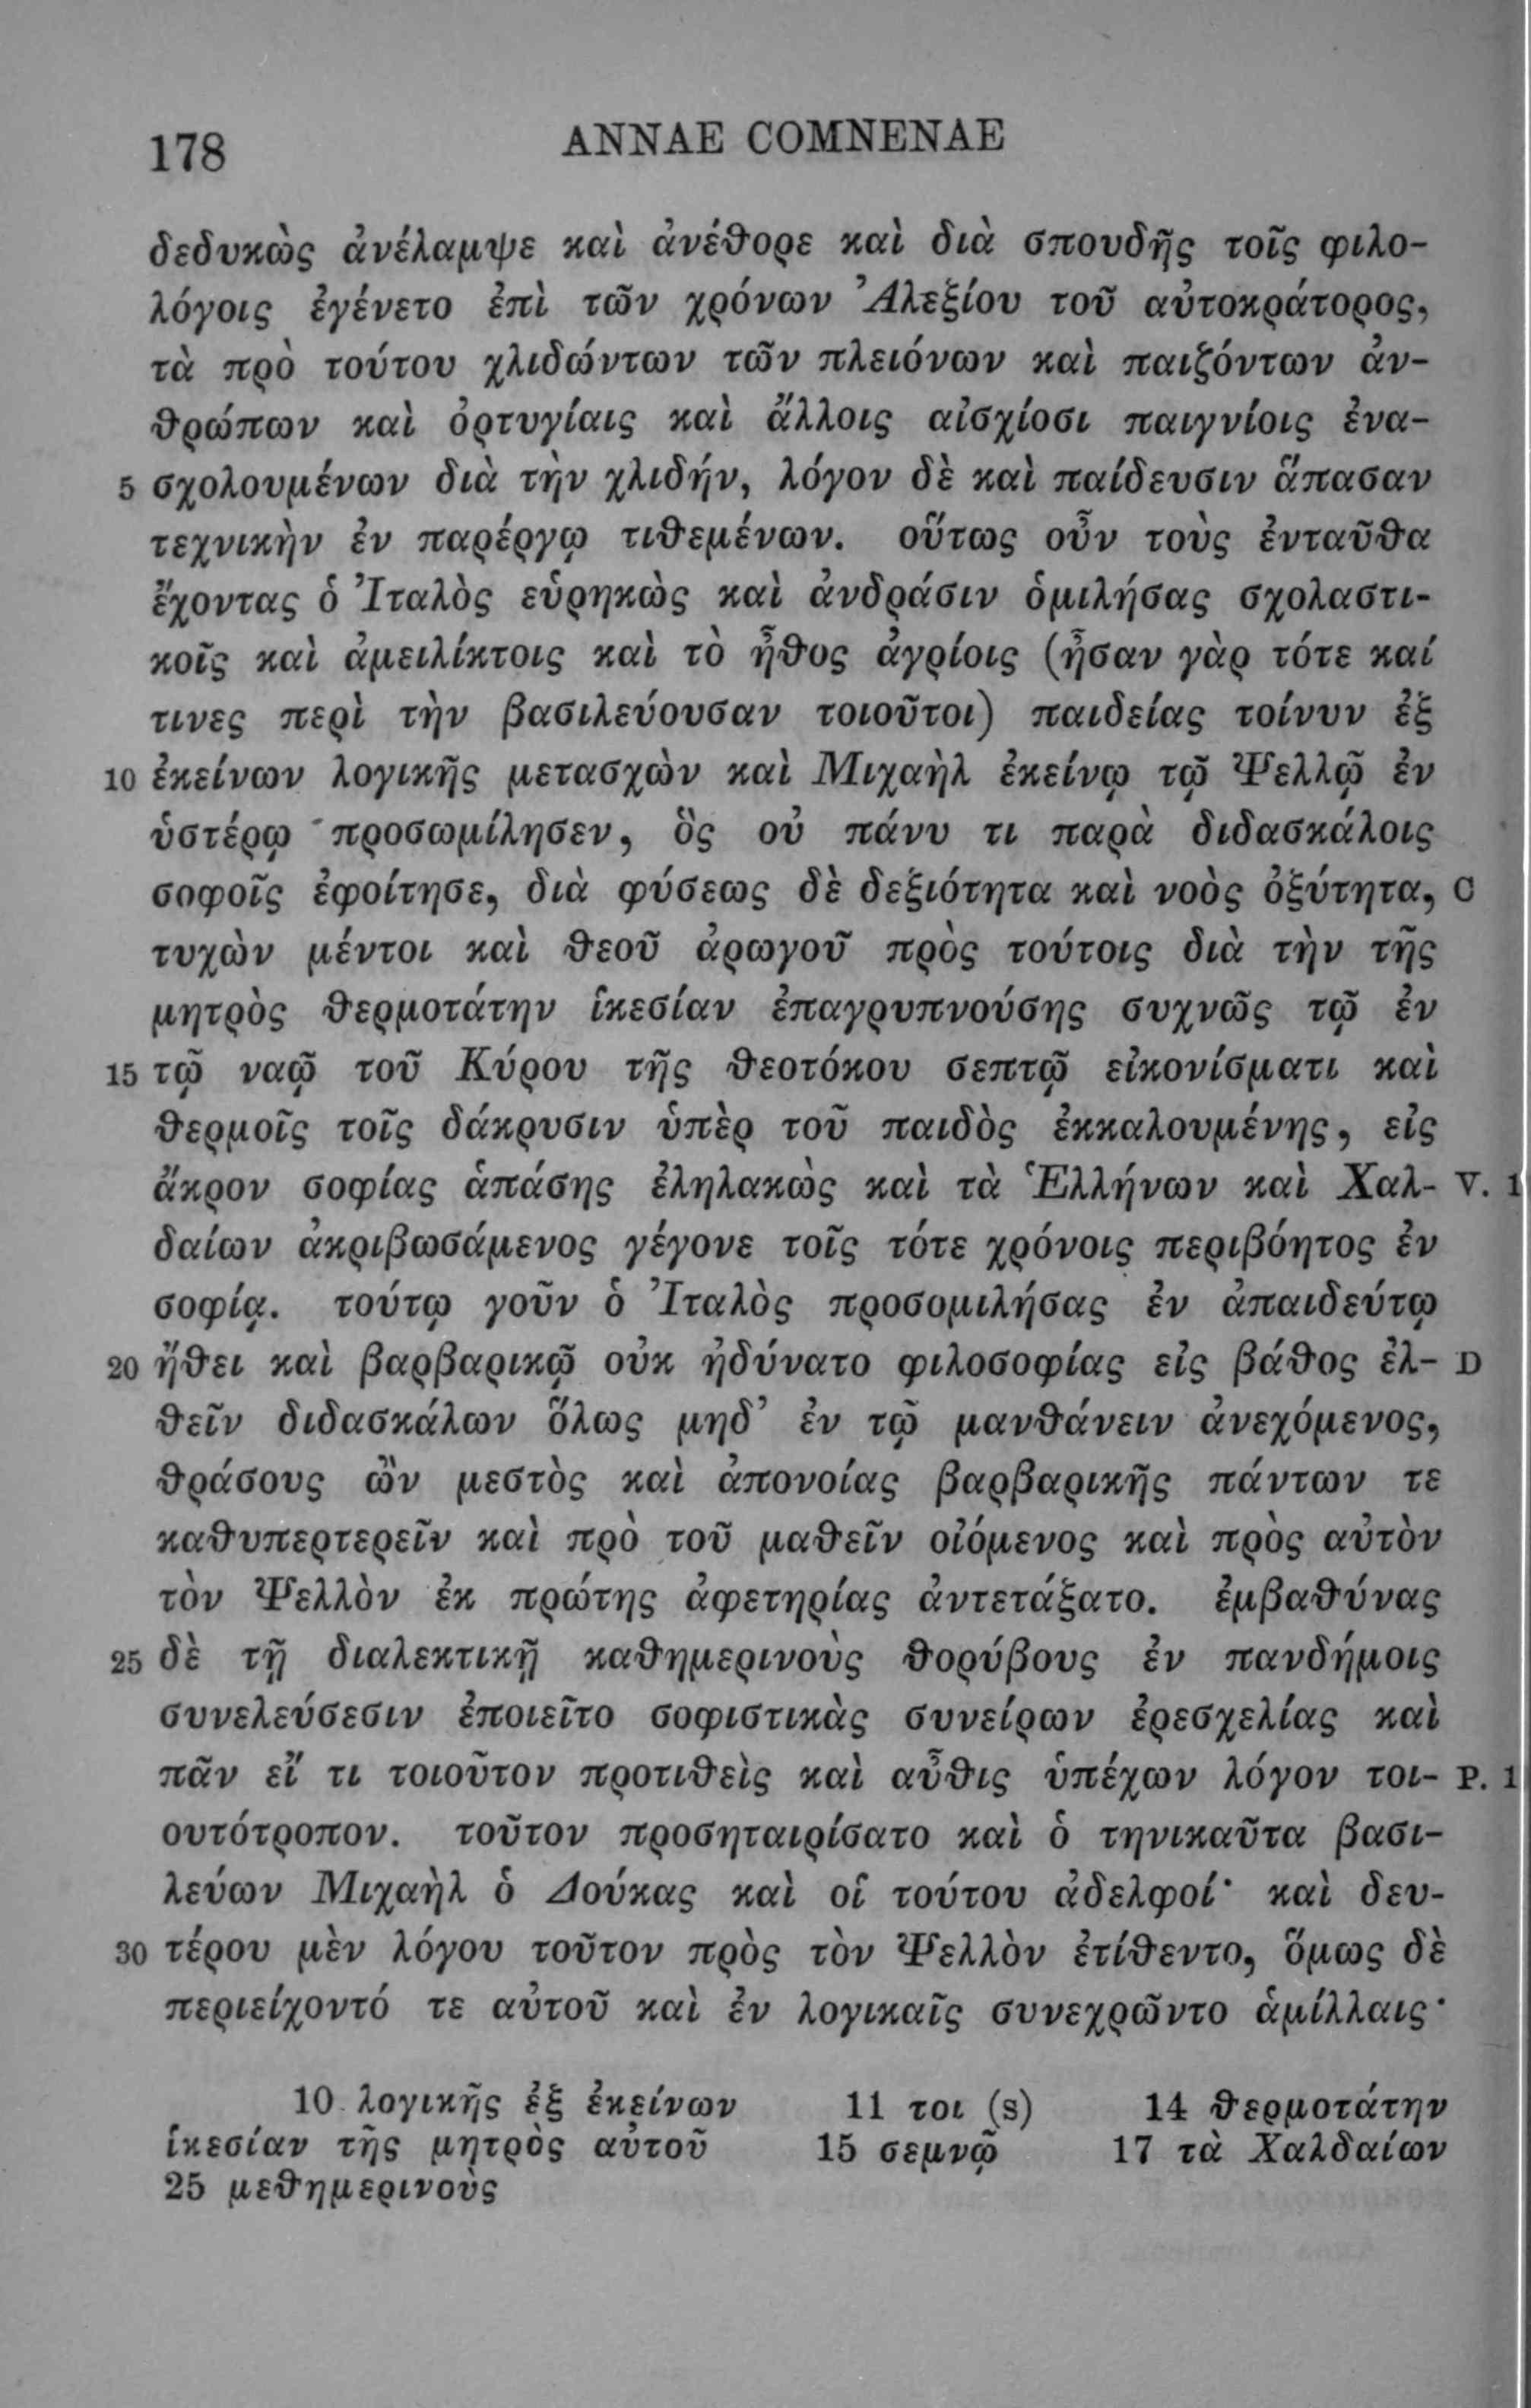 178
ANNAE COMNENAE
δεδυκὼς ἀνέλαμψε καὶ ἀνέθορε καὶ διὰ σπουδῆς τοῖς φιλο-
λόγοις ἐγένετο ἐπὶ τῶν χρόνων Ἀλεξίου τοῦ αὐτοκράτορος,
τὰ πρὸ τούτου χλιδώντων τῶν πλειόνων καὶ παιζόντων ἀν-
θρώπων καὶ ὀρτυγίαις καὶ ἄλλοις αἰσχίοσι παιγνίοις ἐνα-
5 σχολουμένων διὰ τὴν χλιδήν, λόγον δὲ καὶ παίδευσιν ἅπασαν
τεχνικὴν ἐν παρέργῳ τιθεμένων. οὕτως οὖν τοὺς ἐνταῦθα
ἔχοντας ὁ Ἰταλὸς εὑρηκὼς καὶ ἀνδράσιν ὁμιλήσας σχολαστι-
κοῖς καὶ ἀμειλίκτοις καὶ τὸ ἦθος ἀγρίοις (ἦσαν γὰρ τότε καί
τινες περὶ τὴν βασιλεύουσαν τοιοῦτοι) παιδείας τοίνυν ἐξ
10 ἐκείνων λογικῆς μετασχὼν καὶ Μιχαὴλ ἐκείνῳ τῷ Ψελλῷ ἐν
ὑστέρῳ προσωμίλησεν, ὃς οὐ πάνυ τι παρὰ διδασκάλοις
σοφοῖς ἐφοίτησε, διὰ φύσεως δὲ δεξιότητα καὶ νοὸς ὀξύτητα, C
τυχὼν μέντοι καὶ θεοῦ ἀρωγοῦ πρὸς τούτοις διὰ τὴν τῆς
μητρὸς θερμοτάτην ἱκεσίαν ἐπαγρυπνούσης συχνῶς τῷ ἐν
15 τῷ ναῷ τοῦ Κύρου τῆς θεοτόκου σεπτῷ εἰκονίσματι καὶ
θερμοῖς τοῖς δάκρυσιν ὑπὲρ τοῦ παιδὸς ἐκκαλουμένης, εἰς
ἄκρον σοφίας ἁπάσης ἐληλακὼς καὶ τὰ Ἑλλήνων καὶ Χαλ- V. 1
δαίων ἀκριβωσάμενος γέγονε τοῖς τότε χρόνοις περιβόητος ἐν
σοφίᾳ. τούτῳ γοῦν ὁ Ἰταλὸς προσομιλήσας ἐν ἀπαιδεύτῳ
20 ἤθει καὶ βαρβαρικῷ οὐκ ἠδύνατο φιλοσοφίας εἰς βάθος ἐλ- D
θεῖν διδασκάλων ὅλως μηδ’ ἐν τῷ μανθάνειν ἀνεχόμενος,
θράσους ὢν μεστὸς καὶ ἀπονοίας βαρβαρικῆς πάντων τε
καθυπερτερεῖν καὶ πρὸ τοῦ μαθεῖν οἰόμενος καὶ πρὸς αὐτὸν
τὸν Ψελλὸν ἐκ πρώτης ἀφετηρίας ἀντετάξατο. ἐμβαθύνας
25 δὲ τῇ διαλεκτικῇ καθημερινοὺς θορύβους ἐν πανδήμοις
συνελεύσεσιν ἐποιεῖτο σοφιστικὰς συνείρων ἐρεσχελίας καὶ
πᾶν εἴ τι τοιοῦτον προτιθεὶς καὶ αὖθις ὑπέχων λόγον τοι- P. 1
ουτότροπον. τοῦτον προσηταιρίσατο καὶ ὁ τηνικαῦτα βασι-
λεύων Μιχαὴλ ὁ Δούκας καὶ οἱ τούτου ἀδελφοί· καὶ δευ-
30 τέρου μὲν λόγου τοῦτον πρὸς τὸν Ψελλὸν ἐτίθεντο, ὅμως δὲ
περιείχοντό τε αὐτοῦ καὶ ἐν λογικαῖς συνεχρῶντο ἁμίλλαις·
10 λογικῆς ἐξ ἐκείνων 11 τοι (s) 14 θερμοτάτην
ἱκεσίαν τῆς μητρὸς αὐτοῦ 15 σεμνῷ 17 τὰ Χαλδαίων
25 μεθημερινοὺς